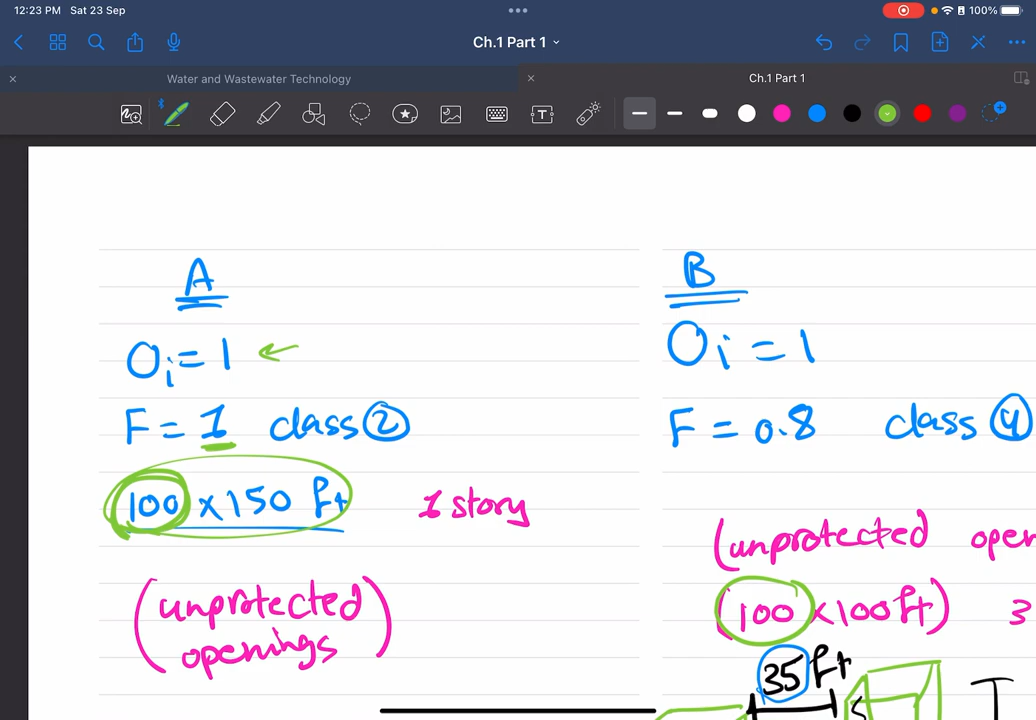 12:23 PM Sat 23 Sep
100%
Ch.1 Part 1
Water and Wastewater Technology
Ch.1 Part 1
A
Oi = 1
F = 1 class 2
100 x 150 ft 1 story
(unprotected
openings)
B
Oi = 1
F = 0.8 class 4
(unprotected open
(100 x 100 ft) 3
35 ft